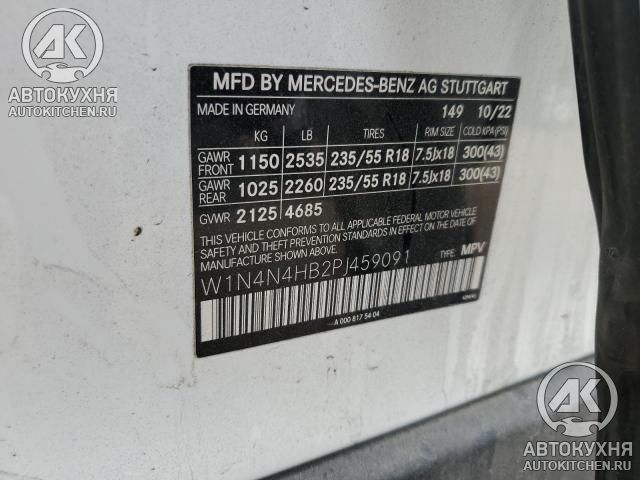 AK
АВТОКУХНЯ
AUTOKITCHEN.RU
MFD BY MERCEDES-BENZ AG STUTTGART
MADE IN GERMANY 149 10/22
KG LB TIRES RIM SIZE COLD KPA (PSI)
GAWR FRONT 1150 2535 235/55 R18 7.5Jx18 300(43)
GAWR REAR 1025 2260 235/55 R18 7.5Jx18 300(43)
GVWR 2125 4685
THIS VEHICLE CONFORMS TO ALL APPLICABLE FEDERAL MOTOR VEHICLE
SAFETY AND THEFT PREVENTION STANDARDS IN EFFECT ON THE DATE OF
MANUFACTURE SHOWN ABOVE.
W1N4N4HB2PJ459091 TYPE: MPV
A 000 817 54 04
AK
АВТОКУХНЯ
AUTOKITCHEN.RU